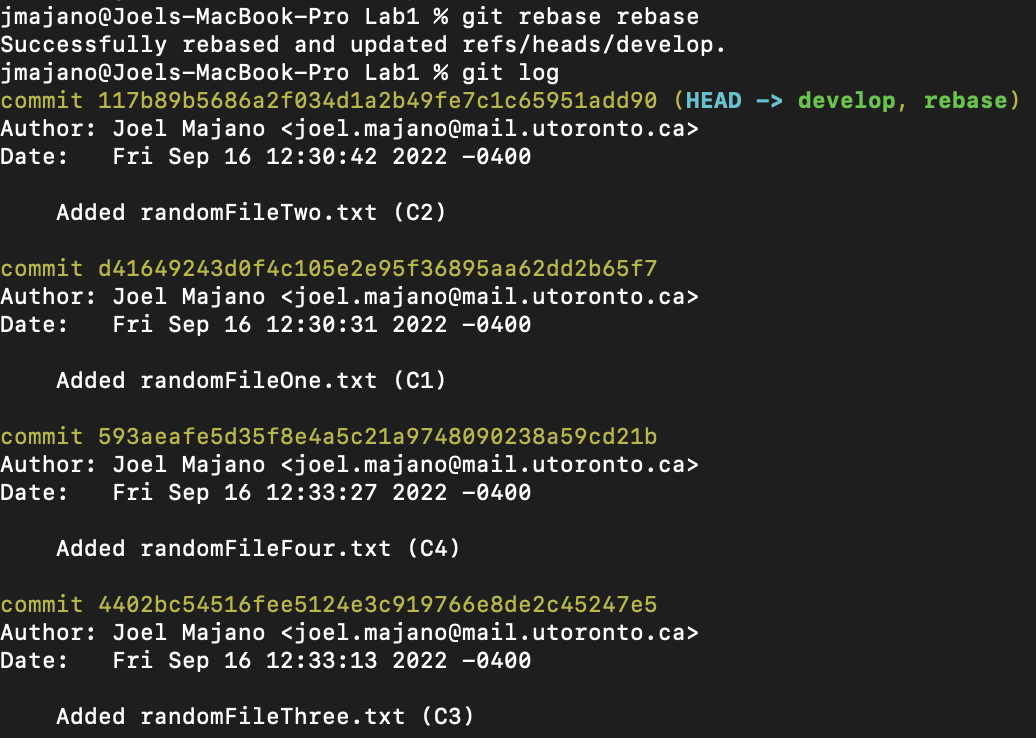 jmajano@Joels-MacBook-Pro Lab1 % git rebase rebase
Successfully rebased and updated refs/heads/develop.
jmajano@Joels-MacBook-Pro Lab1 % git log
commit 117b89b5686a2f034d1a2b49fe7c1c65951add90 (HEAD -> develop, rebase)
Author: Joel Majano <joel.majano@mail.utoronto.ca>
Date:   Fri Sep 16 12:30:42 2022 -0400

    Added randomFileTwo.txt (C2)

commit d41649243d0f4c105e2e95f36895aa62dd2b65f7
Author: Joel Majano <joel.majano@mail.utoronto.ca>
Date:   Fri Sep 16 12:30:31 2022 -0400

    Added randomFileOne.txt (C1)

commit 593aeafe5d35f8e4a5c21a9748090238a59cd21b
Author: Joel Majano <joel.majano@mail.utoronto.ca>
Date:   Fri Sep 16 12:33:27 2022 -0400

    Added randomFileFour.txt (C4)

commit 4402bc54516fee5124e3c919766e8de2c45247e5
Author: Joel Majano <joel.majano@mail.utoronto.ca>
Date:   Fri Sep 16 12:33:13 2022 -0400

    Added randomFileThree.txt (C3)